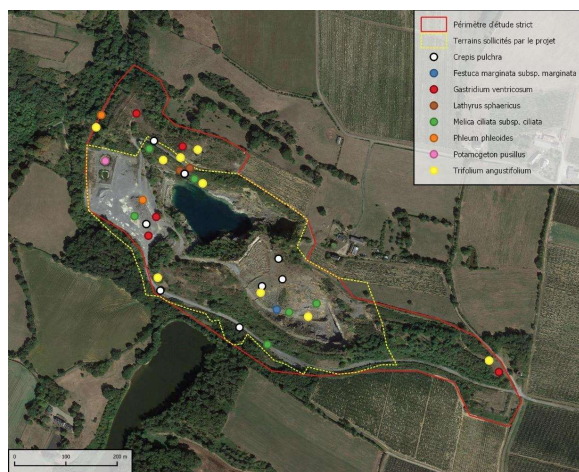 Périmètre d'étude strict
Terrains sollicités par le projet
Crepis pulchra
Festuca marginata subsp. marginata
Gastridium ventricosum
Lathyrus sphaericus
Melica ciliata subsp. ciliata
Phleum phleoides
Potamogeton pusillus
Trifolium angustifolium
0 100 200 m